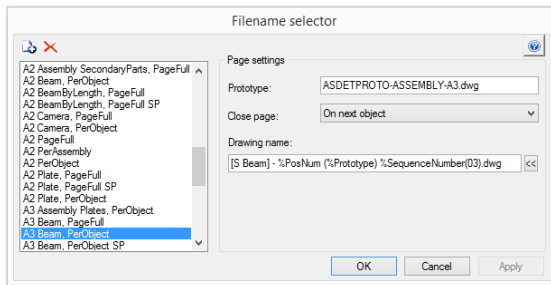 Filename selector
A2 Assembly SecondaryParts, PageFull
A2 Beam, PerObject
A2 BeamByLength, PageFull
A2 BeamByLength, PageFull SP
A2 Camera, PageFull
A2 Camera, PerObject
A2 PageFull
A2 PerAssembly
A2 PerObject
A2 Plate, PageFull
A2 Plate, PageFull SP
A2 Plate, PerObject
A3 Assembly Plates, PerObject
A3 Beam, PageFull
A3 Beam, PerObject
A3 Beam, PerObject SP
Page settings
Prototype: ASDETPROTO-ASSEMBLY-A3.dwg
Close page: On next object
Drawing name:
[S Beam] - %PosNum (%Prototype) %SequenceNumber(03).dwg <<
OK Cancel Apply